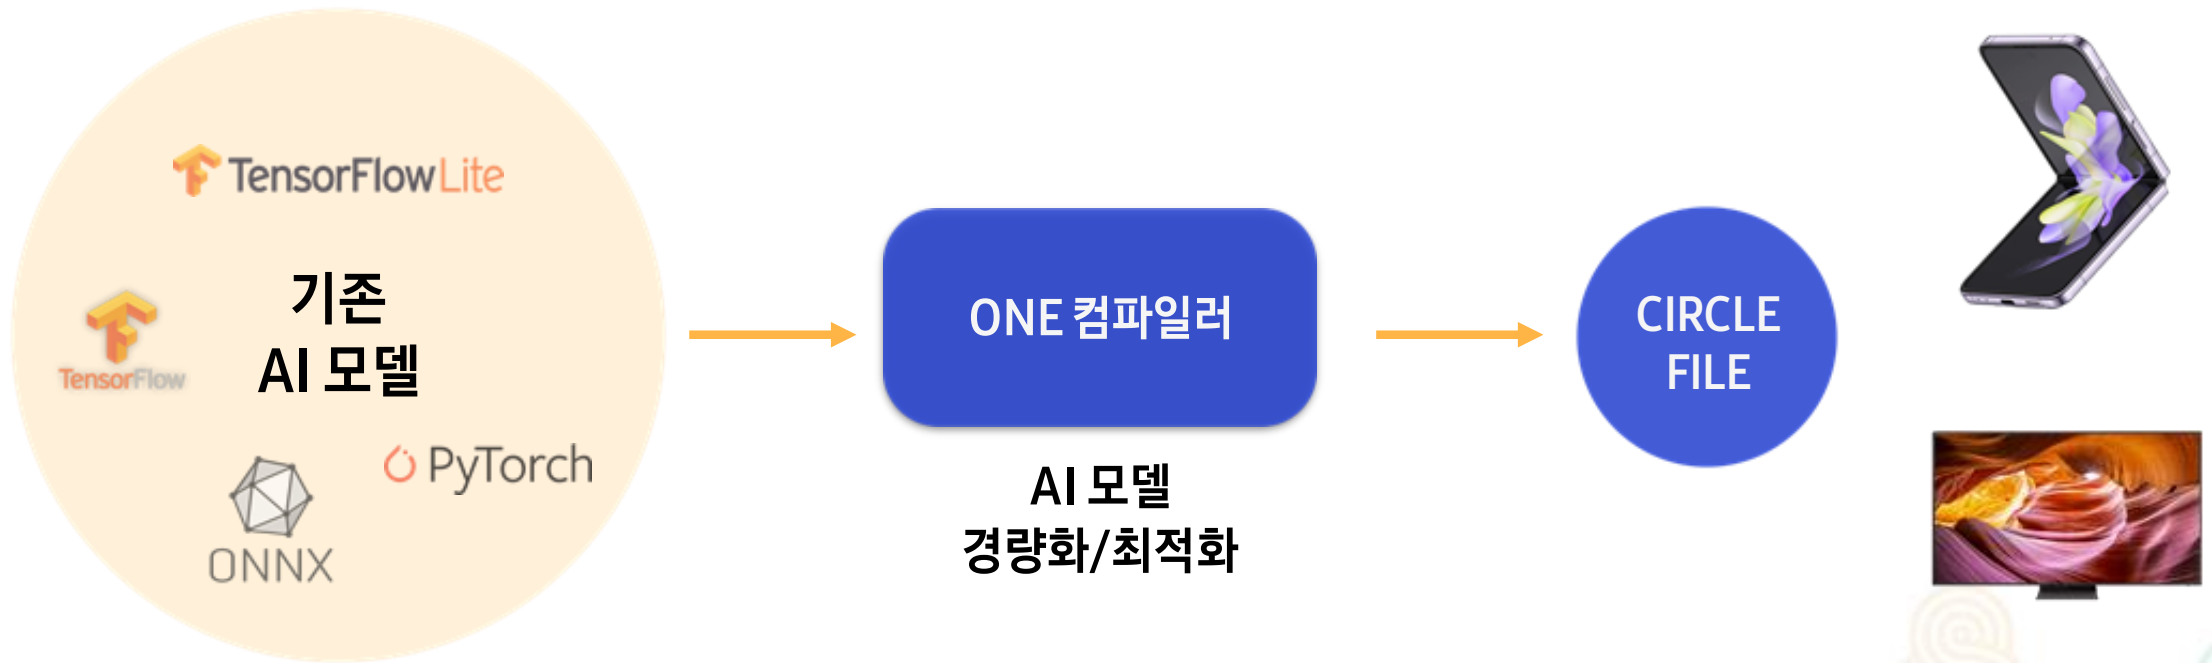 TensorFlow Lite
기존
AI 모델
TensorFlow
PyTorch
ONNX
ONE 컴파일러
AI 모델
경량화/최적화
CIRCLE
FILE